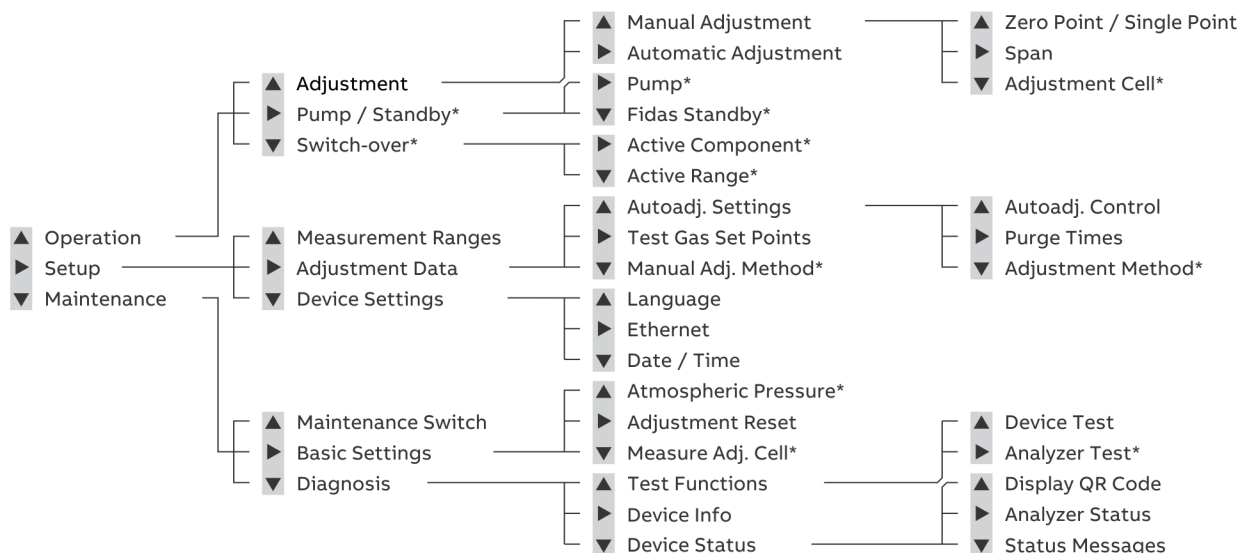 ▲ Manual Adjustment
▲ Zero Point / Single Point
▶ Automatic Adjustment
▶ Span
▲ Adjustment
▶ Pump*
▼ Adjustment Cell*
▶ Pump / Standby*
▼ Fidas Standby*
▼ Switch-over*
▶ Active Component*
▼ Active Range*
▲ Autoadj. Settings
▲ Autoadj. Control
▲ Operation
▲ Measurement Ranges
▶ Test Gas Set Points
▶ Purge Times
▶ Setup
▶ Adjustment Data
▼ Manual Adj. Method*
▼ Adjustment Method*
▼ Maintenance
▼ Device Settings
▲ Language
▶ Ethernet
▼ Date / Time
▲ Atmospheric Pressure*
▲ Maintenance Switch
▶ Adjustment Reset
▲ Device Test
▶ Basic Settings
▼ Measure Adj. Cell*
▶ Analyzer Test*
▼ Diagnosis
▲ Test Functions
▲ Display QR Code
▶ Device Info
▶ Analyzer Status
▼ Device Status
▼ Status Messages